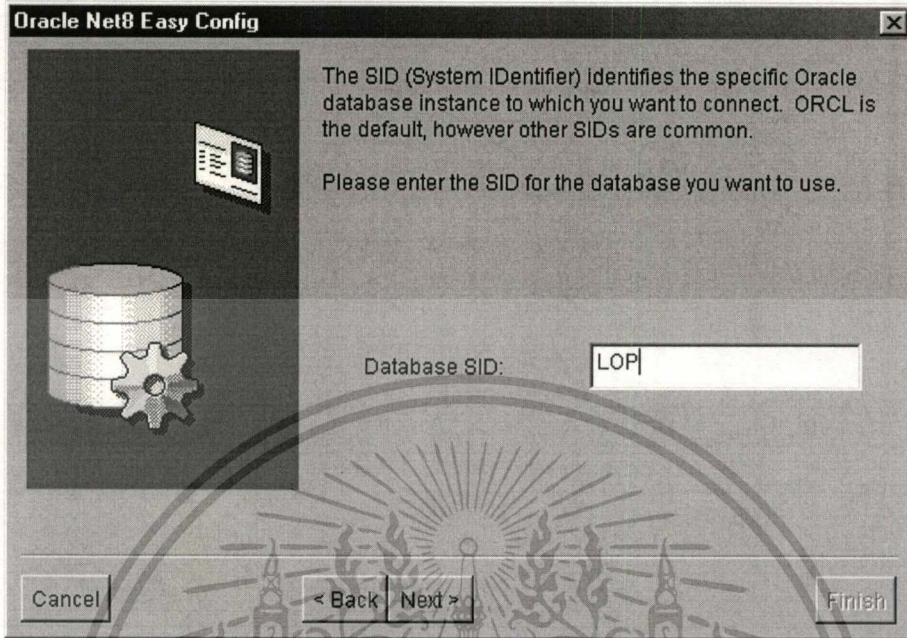 Oracle Net8 Easy Config
The SID (System IDentifier) identifies the specific Oracle
database instance to which you want to connect. ORCL is
the default, however other SIDs are common.
Please enter the SID for the database you want to use.
Database SID:
LOP
Cancel
< Back
Next >
Finish